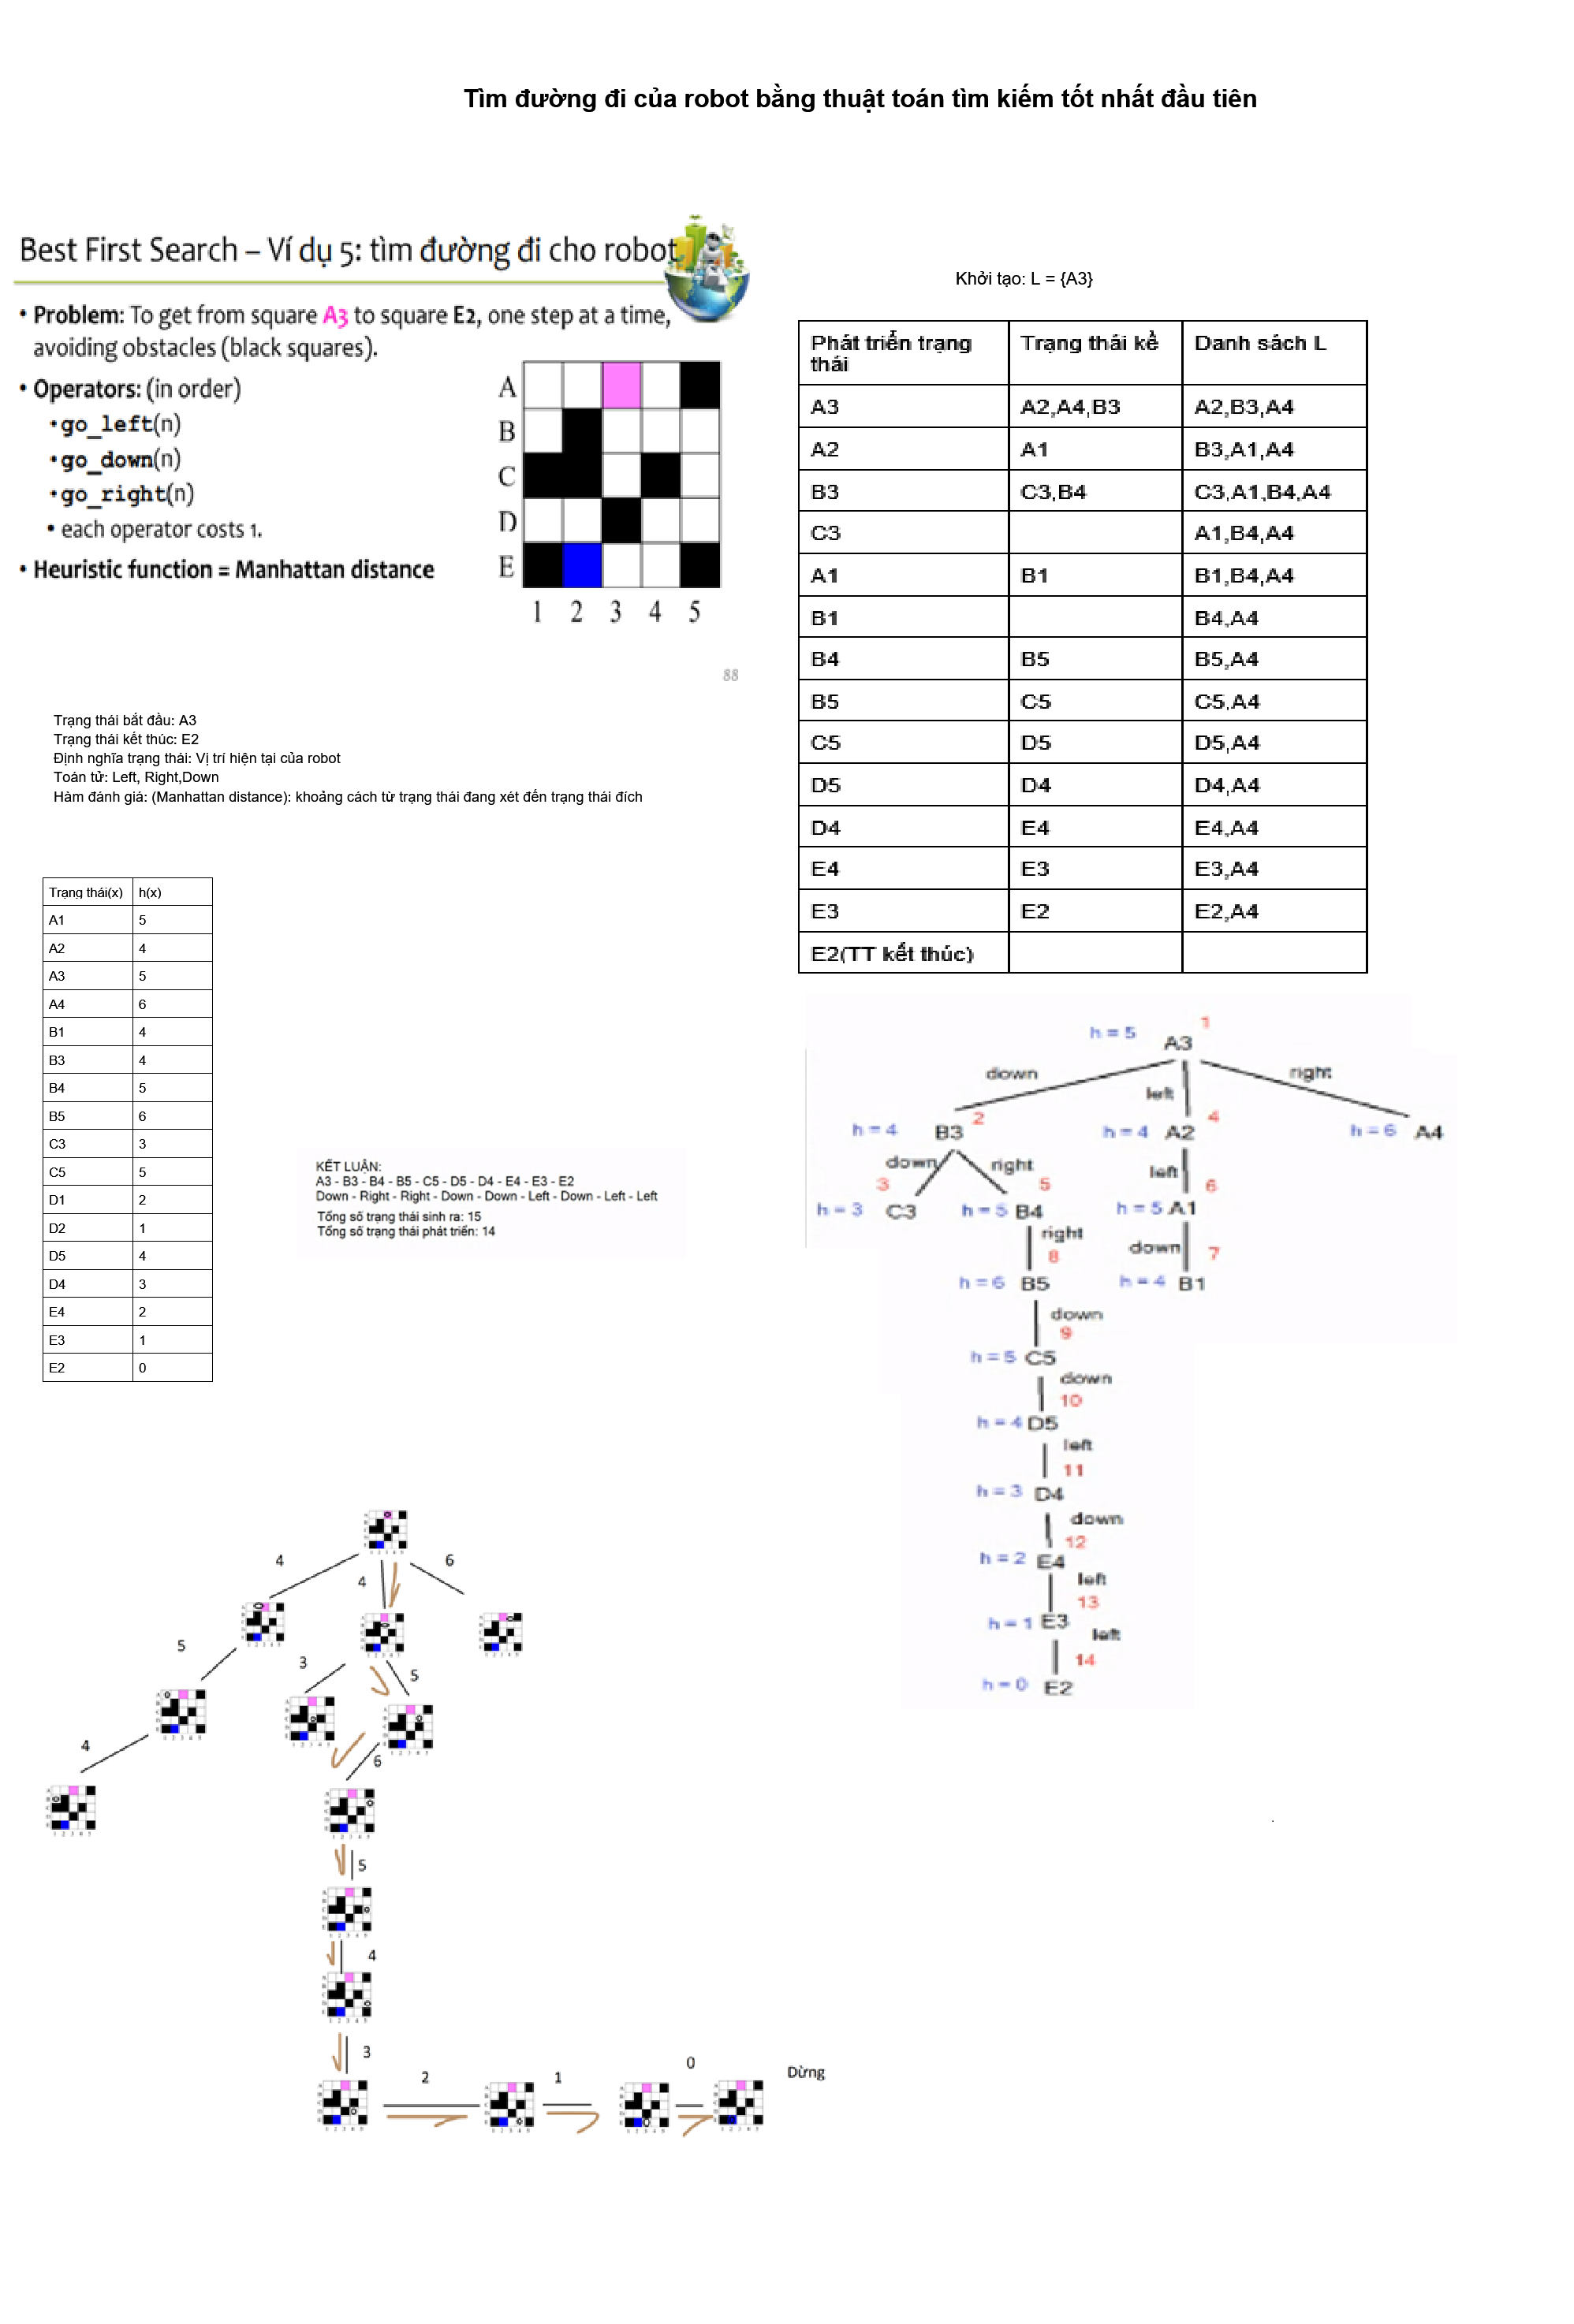 Tìm đường đi của robot bằng thuật toán tìm kiếm tốt nhất đầu tiên
Best First Search – Ví dụ 5: tìm đường đi cho robot
• Problem: To get from square A3 to square E2, one step at a time,
avoiding obstacles (black squares).
• Operators: (in order)
• go_left(n)
• go_down(n)
• go_right(n)
• each operator costs 1.
• Heuristic function = Manhattan distance
A
B
C
D
E
1 2 3 4 5
88
Trạng thái bắt đầu: A3
Trạng thái kết thúc: E2
Định nghĩa trạng thái: Vị trí hiện tại của robot
Toán tử: Left, Right,Down
Hàm đánh giá: (Manhattan distance): khoảng cách từ trạng thái đang xét đến trạng thái đích
Trạng thái(x) h(x)
A1 5
A2 4
A3 5
A4 6
B1 4
B3 4
B4 5
B5 6
C3 3
C5 5
D1 2
D2 1
D5 4
D4 3
E4 2
E3 1
E2 0
KẾT LUẬN:
A3 - B3 - B4 - B5 - C5 - D5 - D4 - E4 - E3 - E2
Down - Right - Right - Down - Down - Left - Down - Left - Left
Tổng số trạng thái sinh ra: 15
Tổng số trạng thái phát triển: 14
Khởi tạo: L = {A3}
Phát triển trạng thái Trạng thái kề Danh sách L
A3 A2,A4,B3 A2,B3,A4
A2 A1 B3,A1,A4
B3 C3,B4 C3,A1,B4,A4
C3 A1,B4,A4
A1 B1 B1,B4,A4
B1 B4,A4
B4 B5 B5,A4
B5 C5 C5,A4
C5 D5 D5,A4
D5 D4 D4,A4
D4 E4 E4,A4
E4 E3 E3,A4
E3 E2 E2,A4
E2(TT kết thúc)
h = 5 A3 1
down left right
h = 4 B3 2 h = 4 A2 4 h = 6 A4
down right left
3 5 6
h = 3 C3 h = 5 B4 h = 5 A1
right 8 down 7
h = 6 B5 h = 4 B1
down
9
h = 5 C5
down
10
h = 4 D5
left
11
h = 3 D4
down
12
h = 2 E4
left
13
h = 1 E3
left
14
h = 0 E2
4 4 6
5 3 5
4 6
5
4
3
2 1 0 Dừng